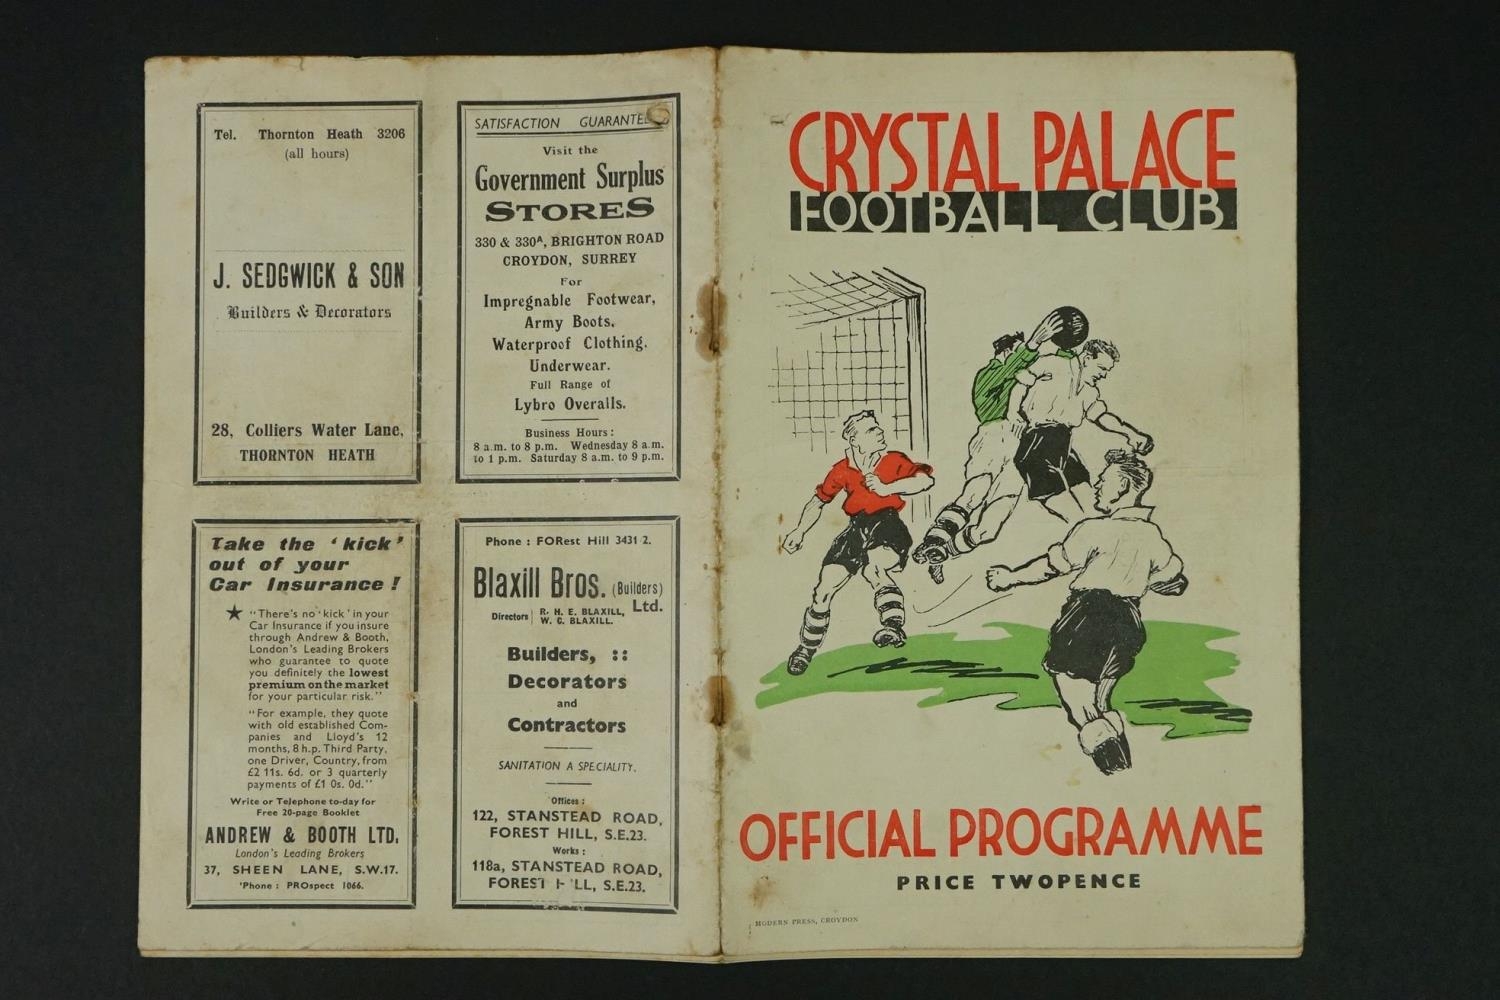 Tel. Thornton Heath 3206
(all hours)
J. SEDGWICK & SON
Builders & Decorators
28, Colliers Water Lane,
THORNTON HEATH
SATISFACTION GUARANTEE
Visit the
Government Surplus
STORES
330 & 330A, BRIGHTON ROAD
CROYDON, SURREY
For
Impregnable Footwear,
Army Boots.
Waterproof Clothing.
Underwear.
Full Range of
Lybro Overalls.
Business Hours:
8 a.m. to 8 p.m. Wednesday 8 a.m.
to 1 p.m. Saturday 8 a.m. to 9 p.m.
Take the 'kick'
out of your
Car Insurance!
★ "There's no 'kick' in your
Car Insurance if you insure
through Andrew & Booth,
London's Leading Brokers
who guarantee to quote
you definitely the lowest
premium on the market
for your particular risk."
"For example, they quote
with old established Com-
panies and Lloyd's 12
months, 8 h.p. Third Party,
one Driver, Country, from
£2 11s. 6d. or 3 quarterly
payments of £1 0s. 0d."
Write or Telephone to-day for
Free 20-page Booklet
ANDREW & BOOTH LTD.
London's Leading Brokers
37, SHEEN LANE, S.W.17.
'Phone: PROspect 1066.
Phone: FORest Hill 3431 2.
Blaxill Bros. (Builders) Ltd.
Directors R. H. E. BLAXILL,
W. C. BLAXILL.
Builders, ::
Decorators
and
Contractors
SANITATION A SPECIALITY.
Offices:
122, STANSTEAD ROAD,
FOREST HILL, S.E.23.
Works:
118a, STANSTEAD ROAD,
FOREST H LL, S.E.23.
CRYSTAL PALACE
FOOTBALL CLUB
OFFICIAL PROGRAMME
PRICE TWOPENCE
MODERN PRESS, CROYDON